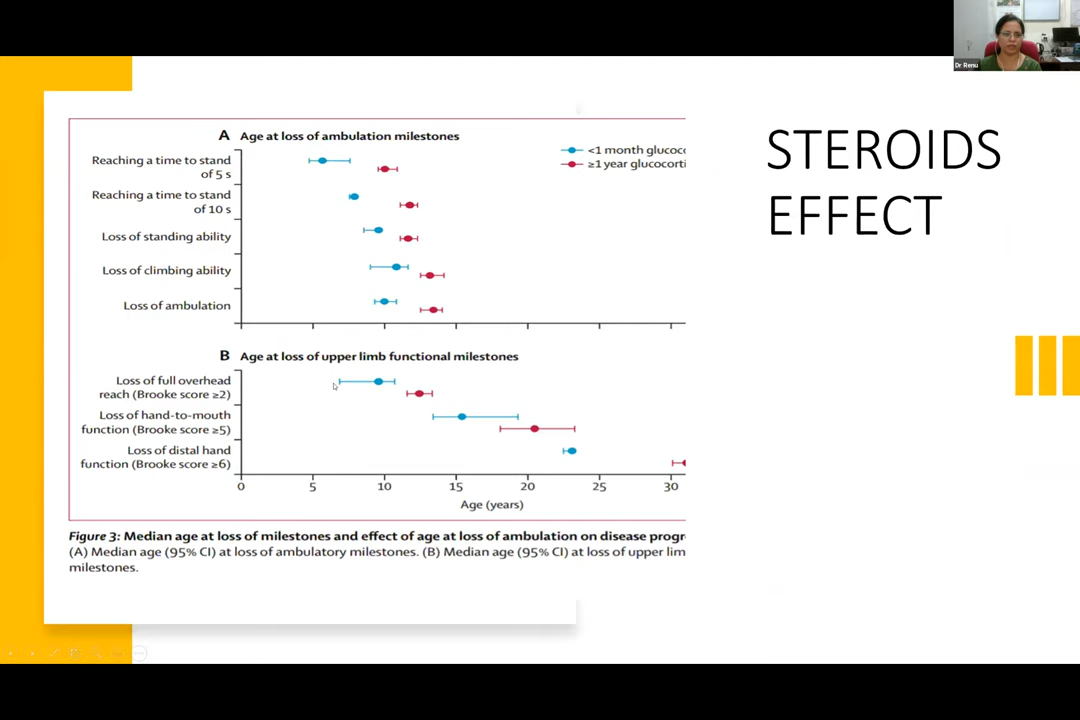 Dr Renu
STEROIDS
EFFECT
A Age at loss of ambulation milestones
<1 month glucoc
≥1 year glucocorti
Reaching a time to stand
of 5 s
Reaching a time to stand
of 10 s
Loss of standing ability
Loss of climbing ability
Loss of ambulation
B Age at loss of upper limb functional milestones
Loss of full overhead
reach (Brooke score ≥2)
Loss of hand-to-mouth
function (Brooke score ≥5)
Loss of distal hand
function (Brooke score ≥6)
0 5 10 15 20 25 30
Age (years)
Figure 3: Median age at loss of milestones and effect of age at loss of ambulation on disease progr
(A) Median age (95% CI) at loss of ambulatory milestones. (B) Median age (95% CI) at loss of upper lim
milestones.